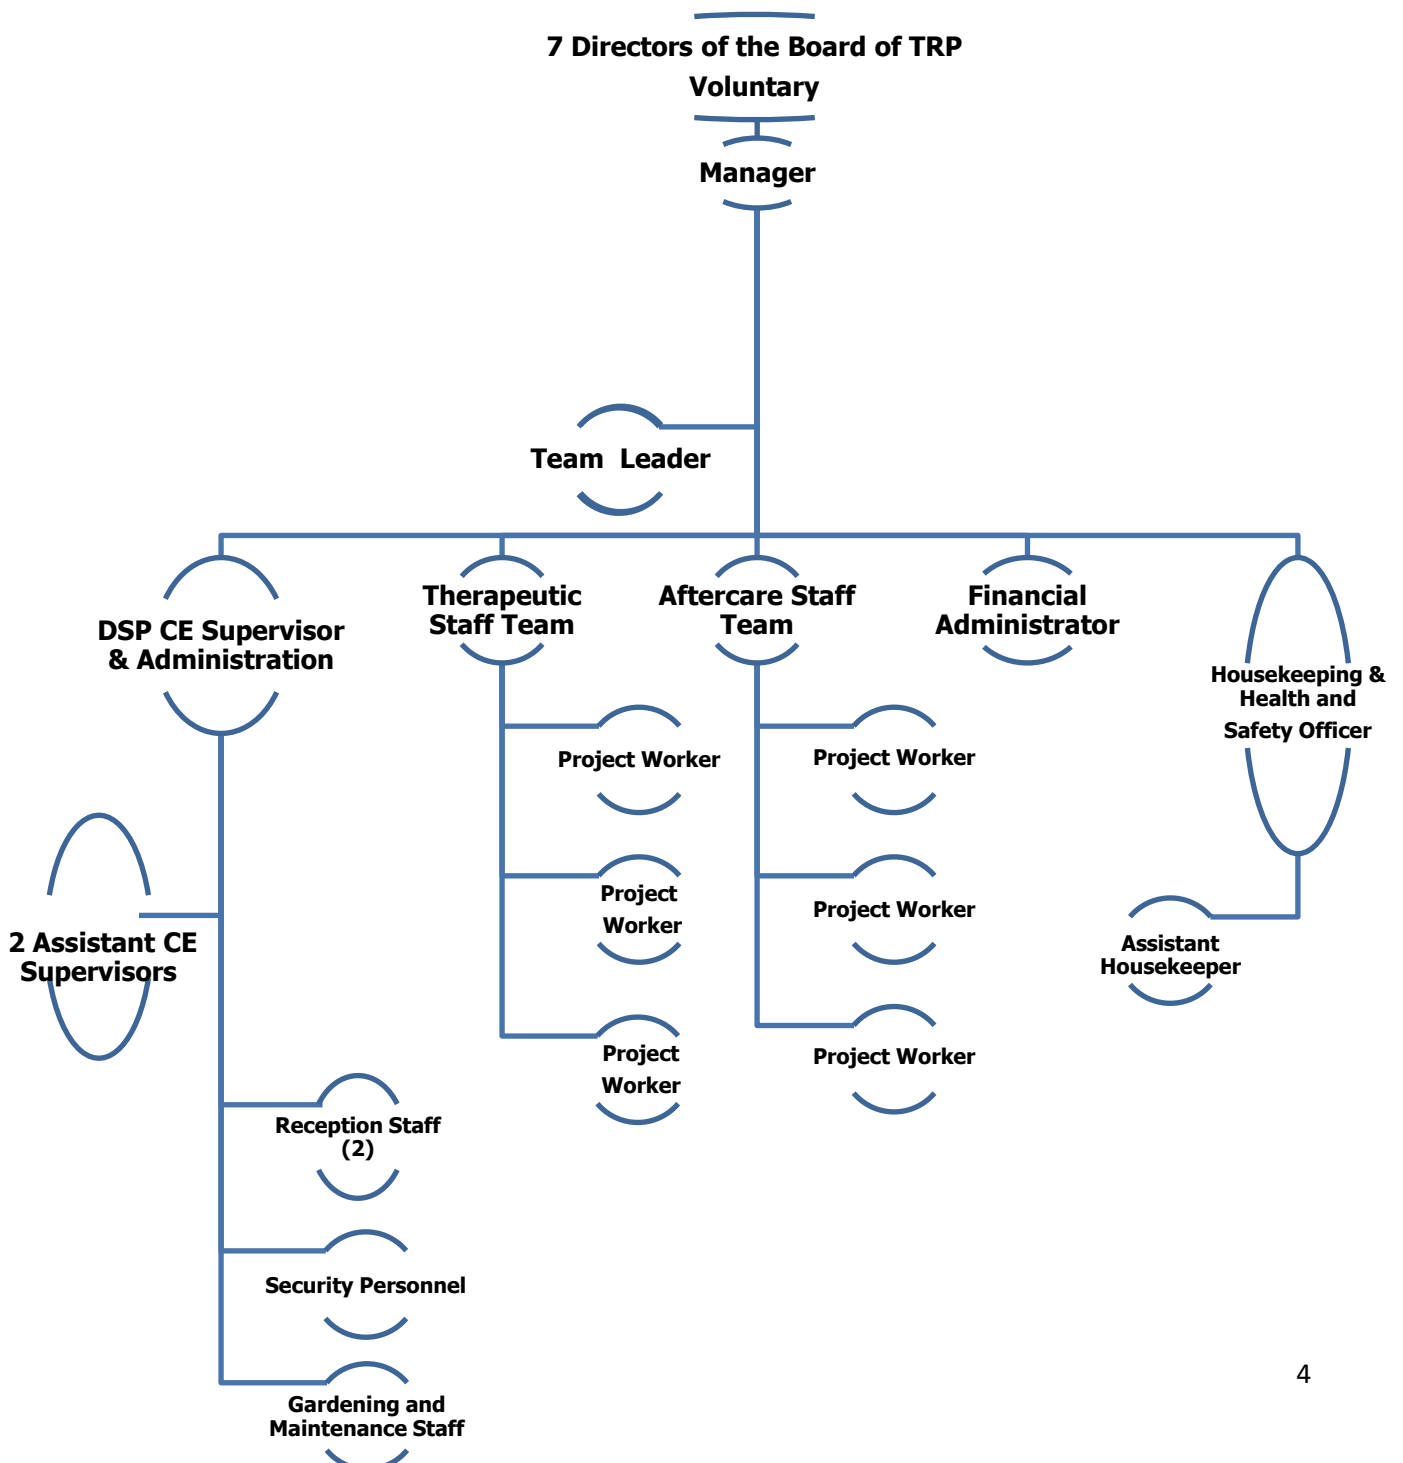 7 Directors of the Board of TRP
Voluntary
Manager
Team Leader
DSP CE Supervisor
& Administration
Therapeutic
Staff Team
Aftercare Staff
Team
Financial
Administrator
Housekeeping &
Health and
Safety Officer
Project Worker
Project
Worker
Project
Worker
Project Worker
Project Worker
Project Worker
Assistant
Housekeeper
2 Assistant CE
Supervisors
Reception Staff
(2)
Security Personnel
Gardening and
Maintenance Staff
4